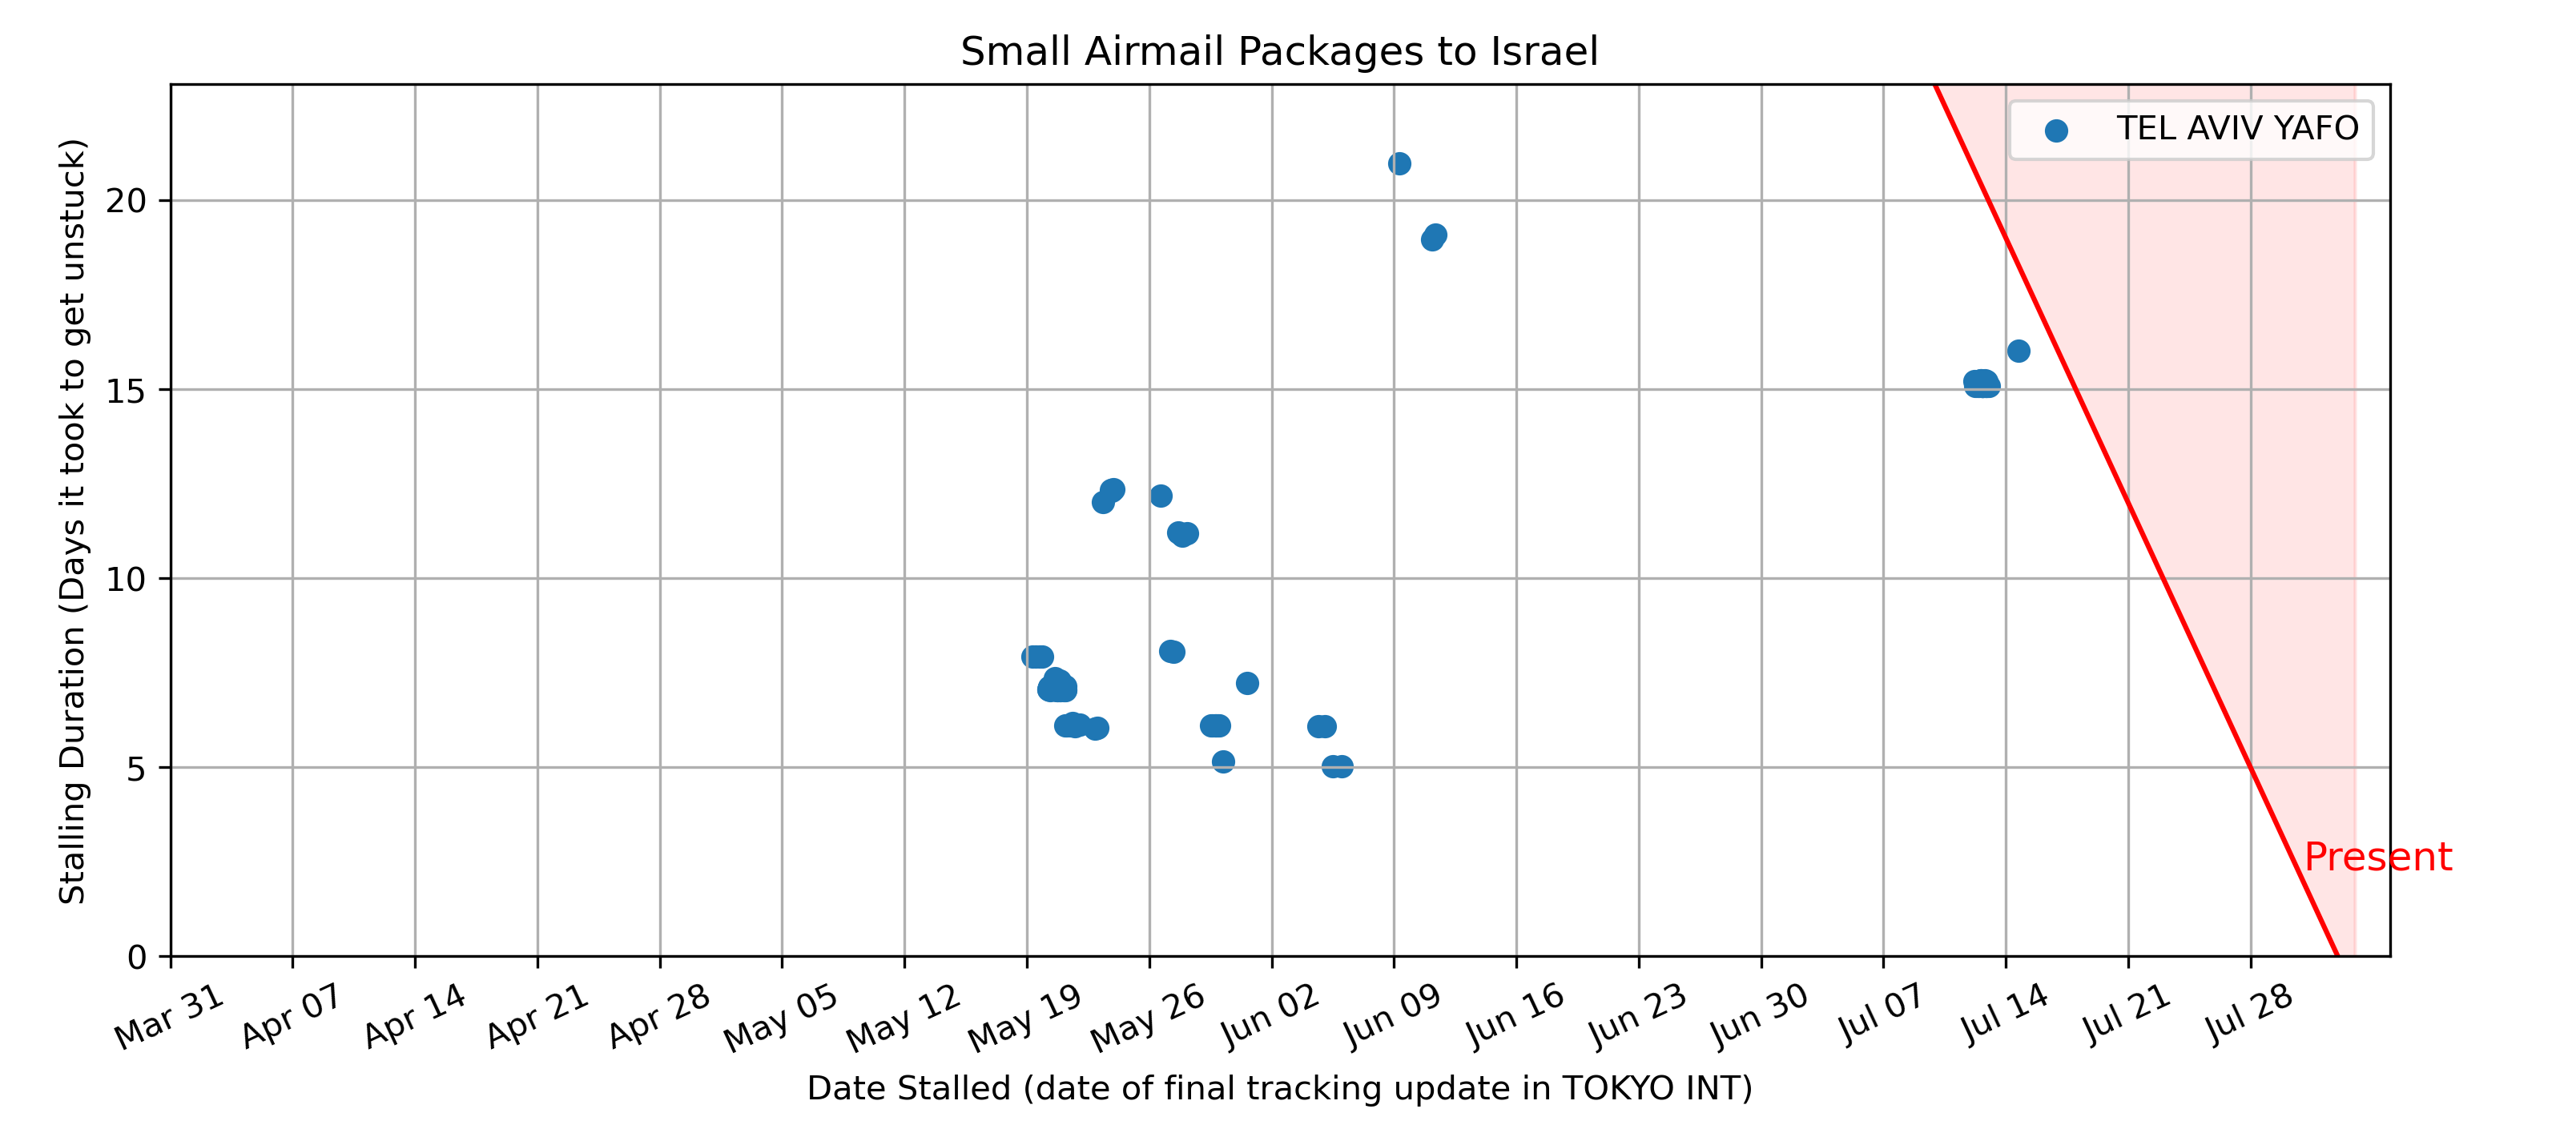 Small Airmail Packages to Israel
TEL AVIV YAFO
Stalling Duration (Days it took to get unstuck)
20
15
10
5
0
Present
Mar 31
Apr 07
Apr 14
Apr 21
Apr 28
May 05
May 12
May 19
May 26
Jun 02
Jun 09
Jun 16
Jun 23
Jun 30
Jul 07
Jul 14
Jul 21
Jul 28
Date Stalled (date of final tracking update in TOKYO INT)